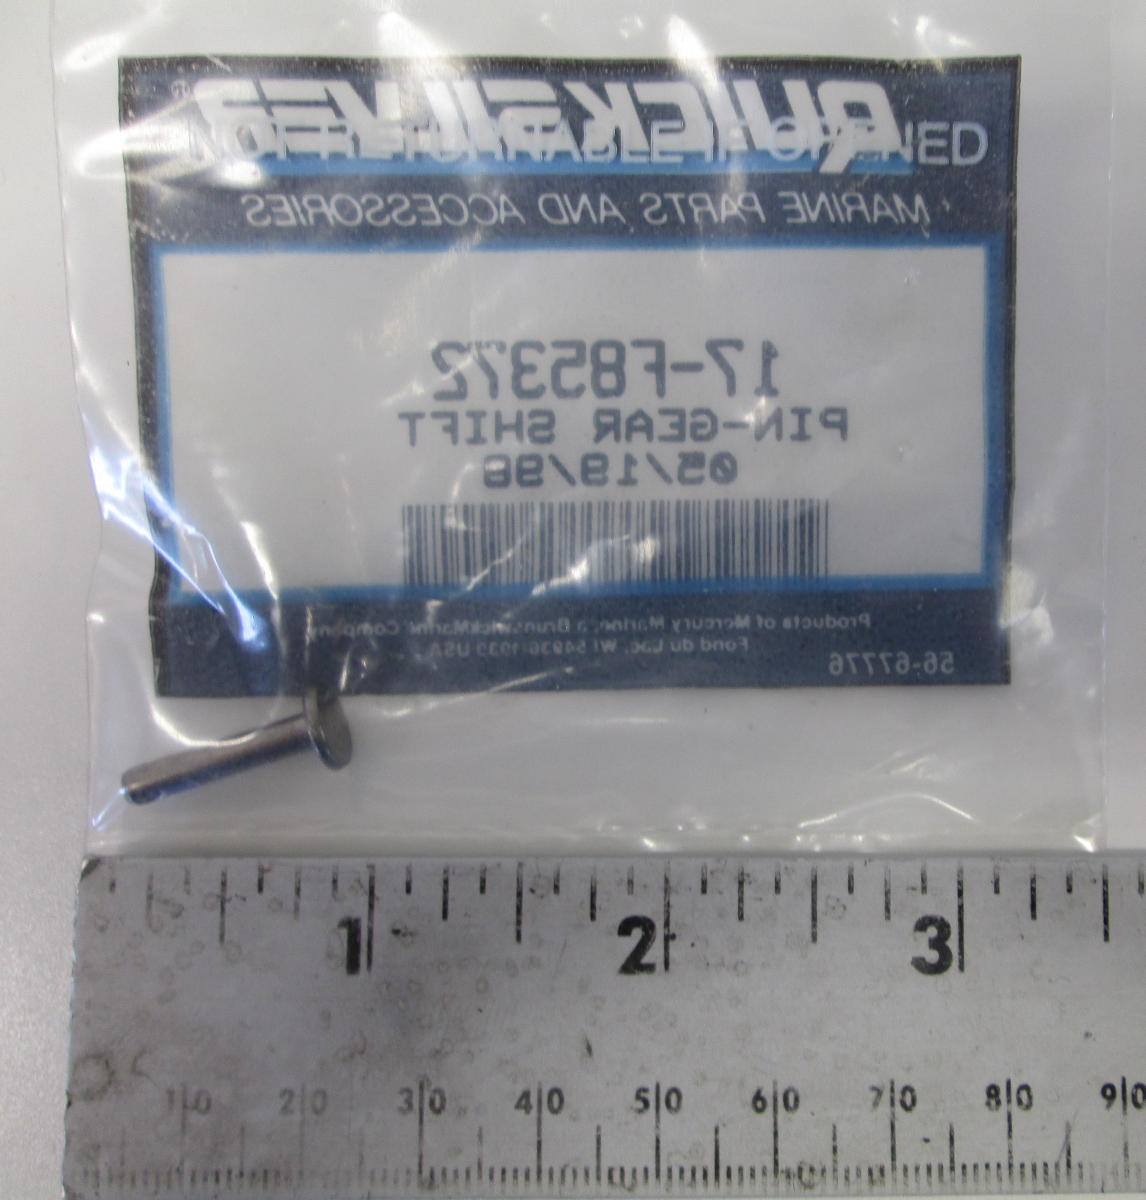 QUICKSILVER®
NOT RETURNABLE IF OPENED
MARINE PARTS AND ACCESSORIES
17-F85372
PIN-GEAR SHIFT
05/19/98
Products of Mercury Marine, a Brunswick Marine Company
Fond du Lac, WI 54936-1939 USA
56-67776
1 2 3
10 20 30 40 50 60 70 80 90